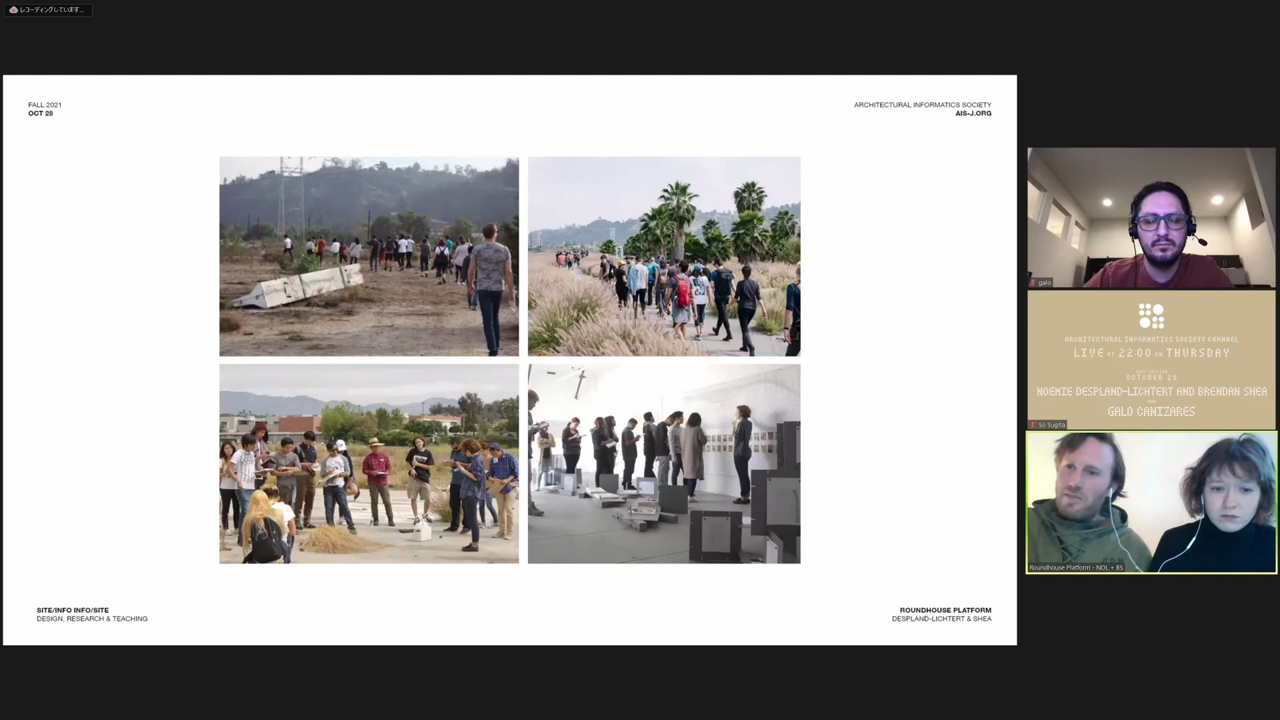 レコーディングしています...
FALL 2021
OCT 28
ARCHITECTURAL INFORMATICS SOCIETY
AIS-J.ORG
SITE/INFO INFO/SITE
DESIGN, RESEARCH & TEACHING
ROUNDHOUSE PLATFORM
DESPLAND-LICHTERT & SHEA
galo
ARCHITECTURAL INFORMATICS SOCIETY CHANNEL
LIVE AT 22:00 ON THURSDAY
OCTOBER 28
NOEMIE DESPLAND-LICHTERT AND BRENDAN SHEA
GALO CANIZARES
So Sugita
Roundhouse Platform - NDL + BS